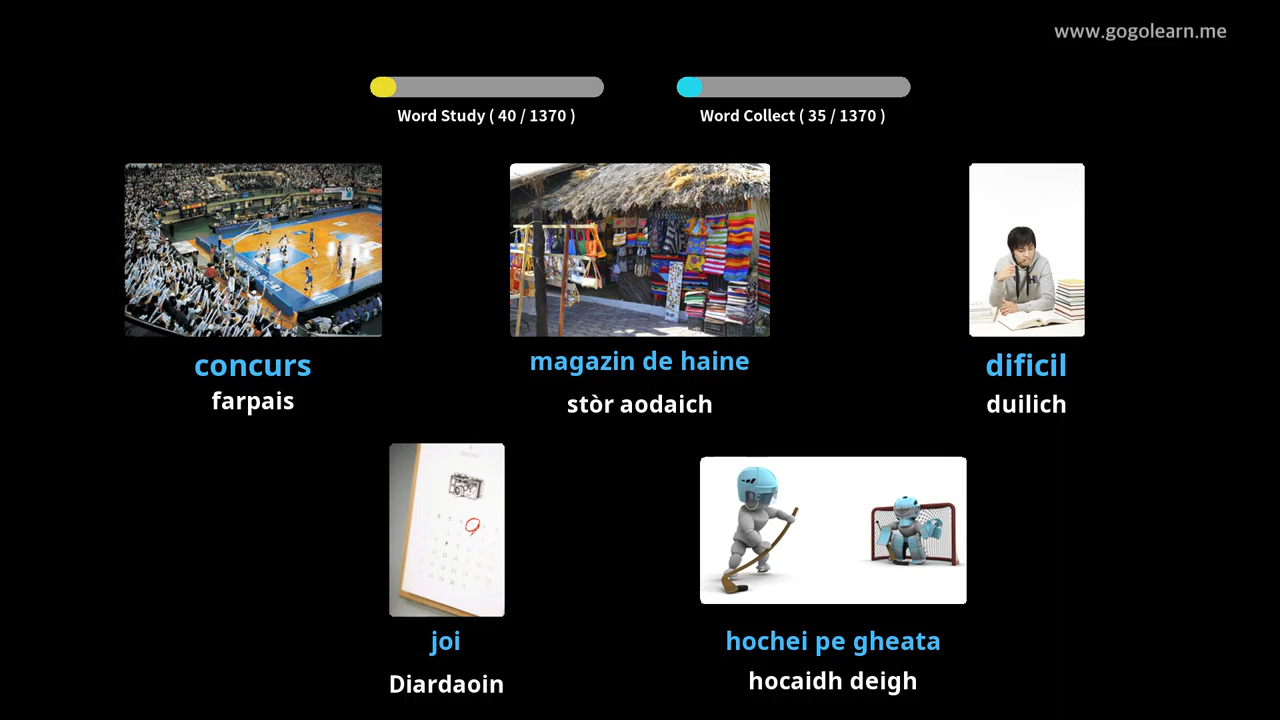 www.gogolearn.me
Word Study ( 40 / 1370 )
Word Collect ( 35 / 1370 )
concurs
farpais
magazin de haine
stòr aodaich
dificil
duilich
joi
Diardaoin
hochei pe gheata
hocaidh deigh